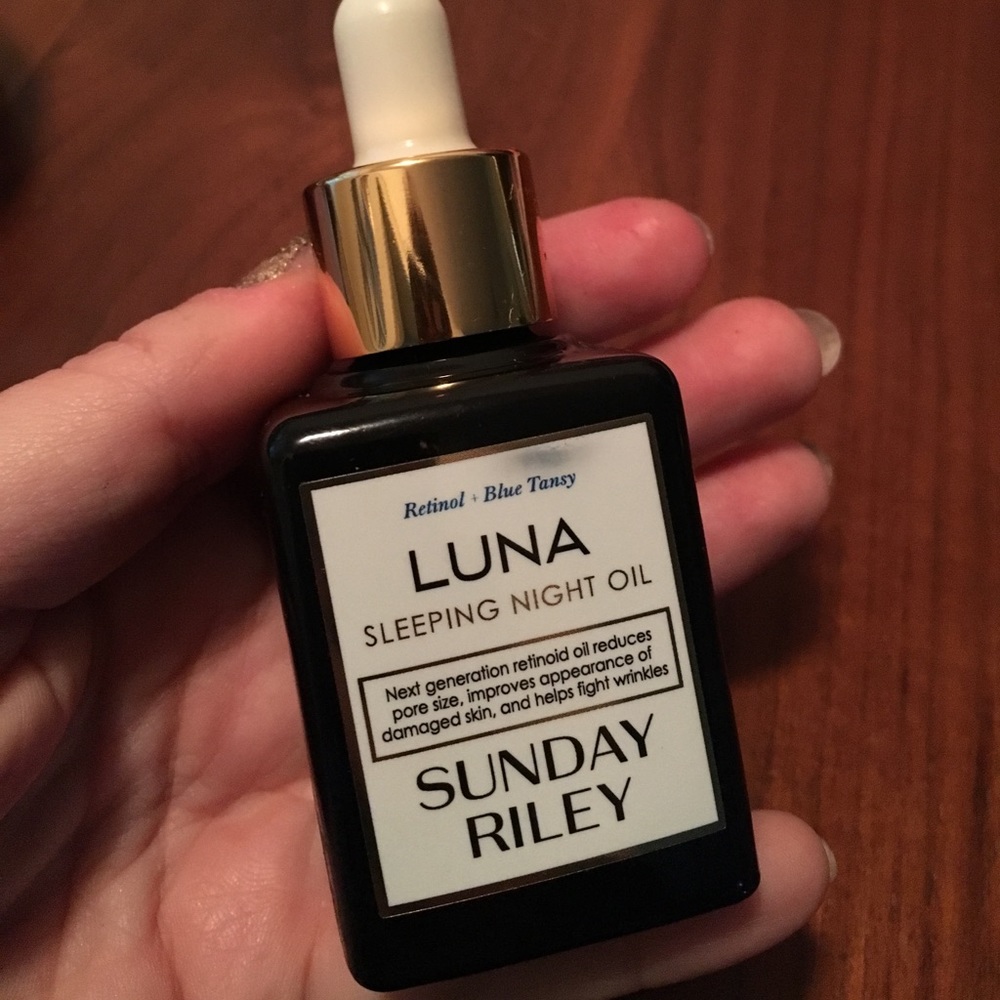 Retinol + Blue Tansy
LUNA
SLEEPING NIGHT OIL
Next generation retinoid oil reduces
pore size, improves appearance of
damaged skin, and helps fight wrinkles
SUNDAY
RILEY